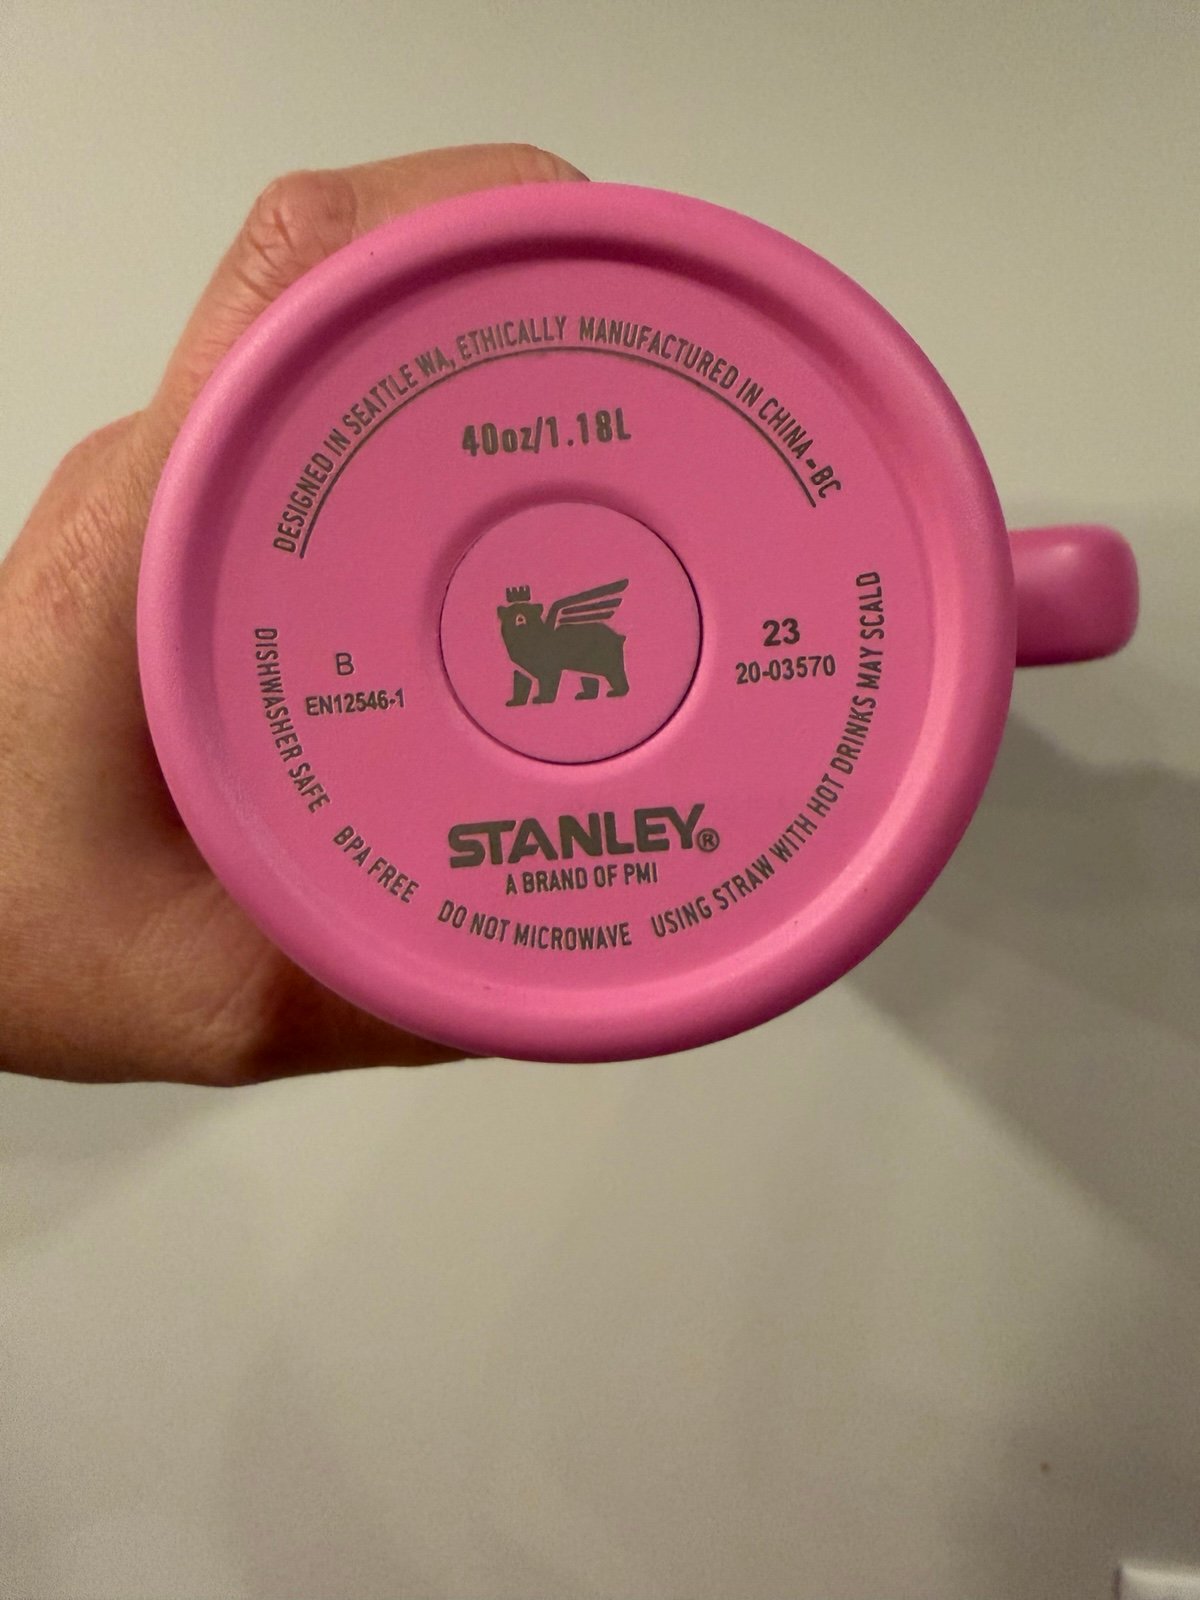 DESIGNED IN SEATTLE WA, ETHICALLY MANUFACTURED IN CHINA - BC
40oz/1.18L
B
EN12546-1
23
20-03570
STANLEY®
A BRAND OF PMI
DISHWASHER SAFE BPA FREE DO NOT MICROWAVE USING STRAW WITH HOT DRINKS MAY SCALD